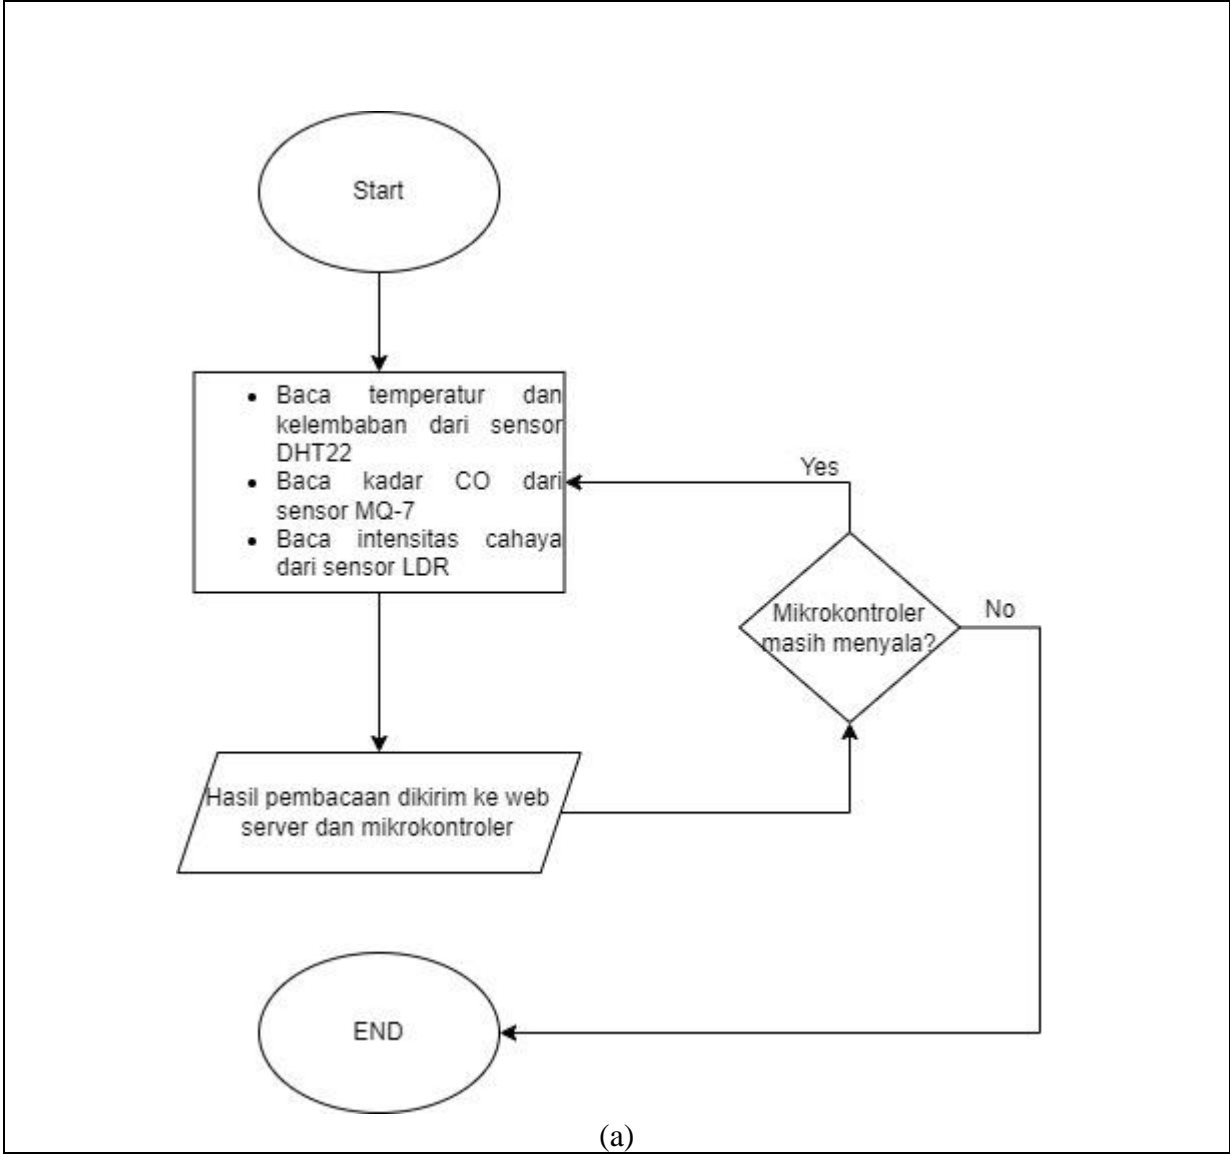 Start
• Baca temperatur dan
kelembaban dari sensor
DHT22
• Baca kadar CO dari
sensor MQ-7
• Baca intensitas cahaya
dari sensor LDR
Yes
Mikrokontroler
masih menyala?
No
Hasil pembacaan dikirim ke web
server dan mikrokontroler
END
(a)